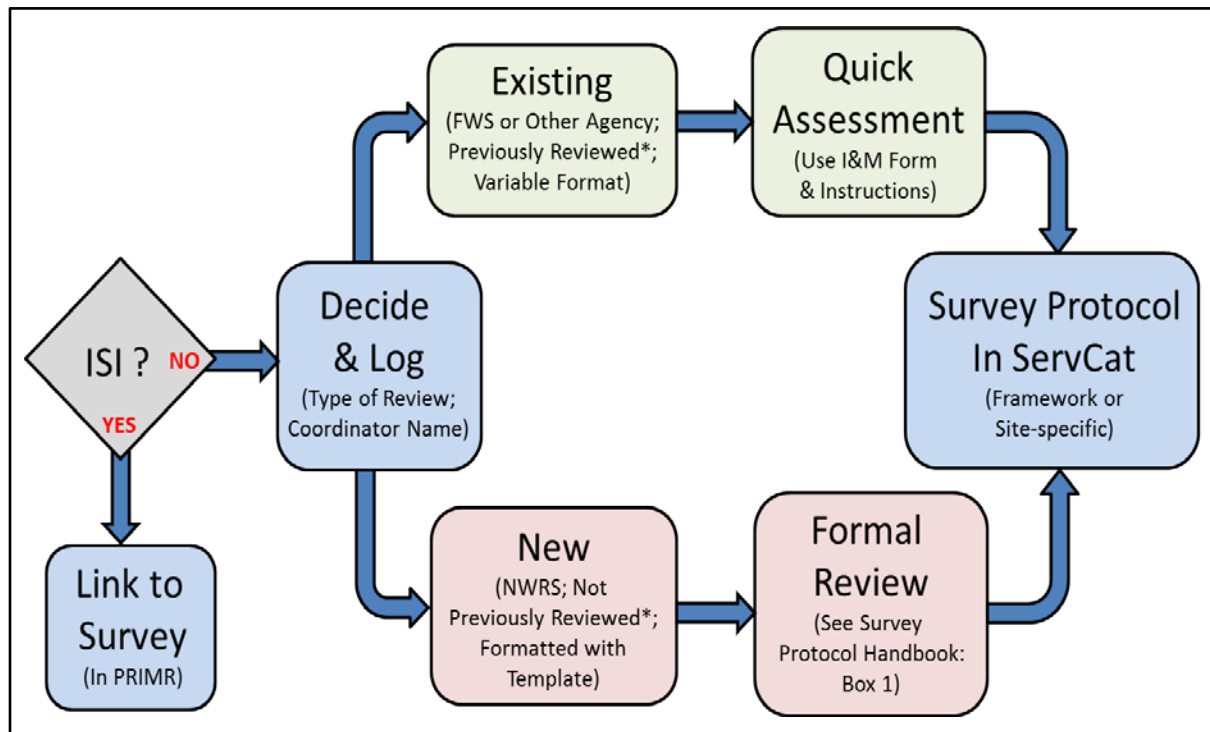 ISI ?
NO
YES
Link to
Survey
(In PRIMR)
Decide
& Log
(Type of Review;
Coordinator Name)
Existing
(FWS or Other Agency;
Previously Reviewed*;
Variable Format)
Quick
Assessment
(Use I&M Form
& Instructions)
New
(NWRS; Not
Previously Reviewed*;
Formatted with
Template)
Formal
Review
(See Survey
Protocol Handbook:
Box 1)
Survey Protocol
In ServCat
(Framework or
Site-specific)